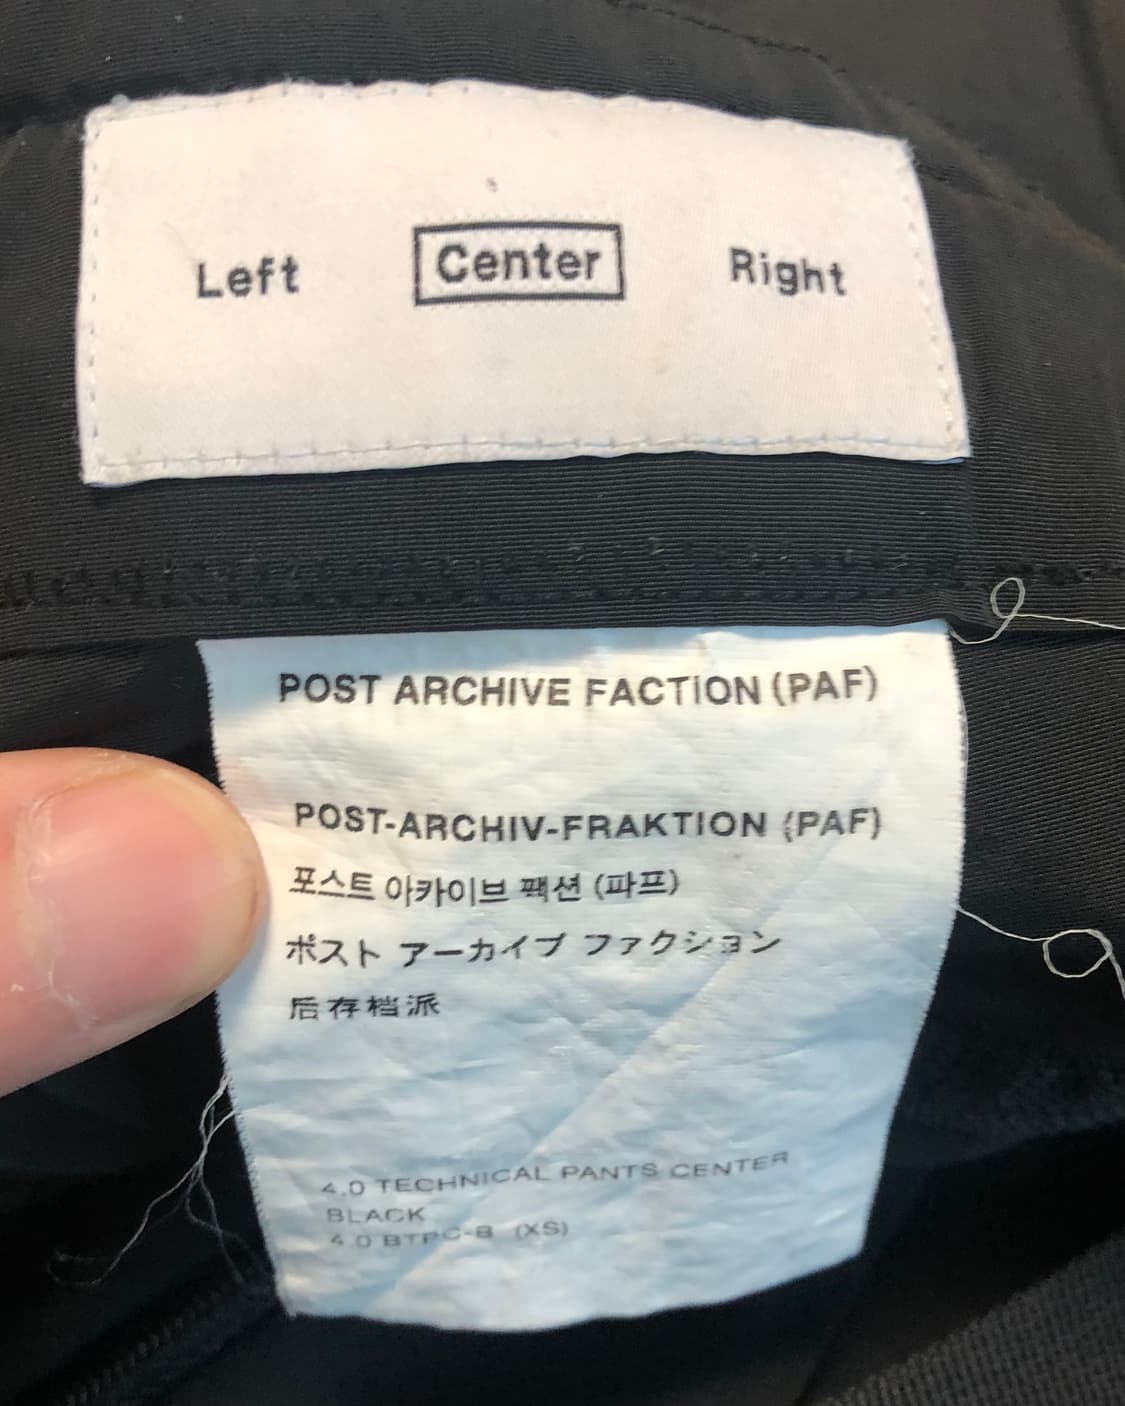 Left Center Right
POST ARCHIVE FACTION (PAF)
POST-ARCHIV-FRAKTION (PAF)
포스트 아카이브 팩션 (파프)
ポスト アーカイブ ファクション
后存档派
4.0 TECHNICAL PANTS CENTER
BLACK
4.0 BTPC-B (XS)